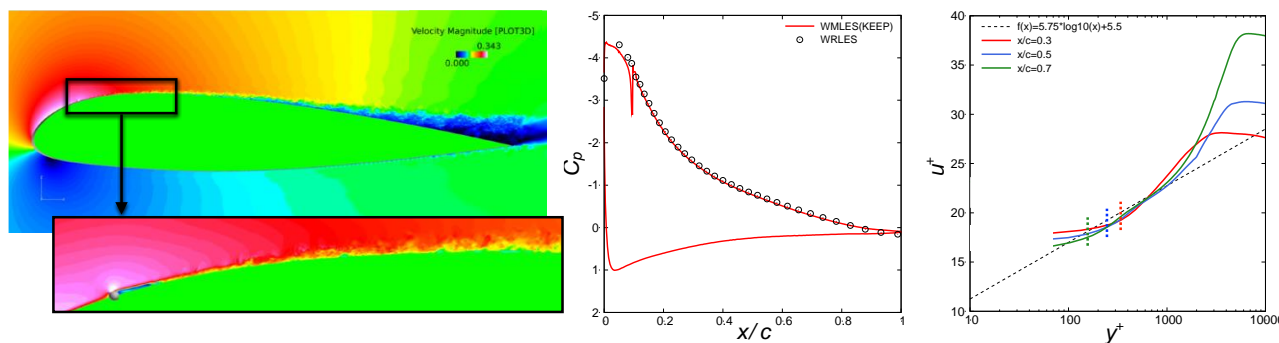 Velocity Magnitude [PLOT3D]
0.343
0.000
-5
-4
-3
-2
-1
0
1
2
0
0.2
0.4
0.6
0.8
1
Cp
x/c
WMLES(KEEP)
WRLES
40
35
30
25
20
15
10
10
100
1000
10000
u+
y+
f(x)=5.75*log10(x)+5.5
x/c=0.3
x/c=0.5
x/c=0.7